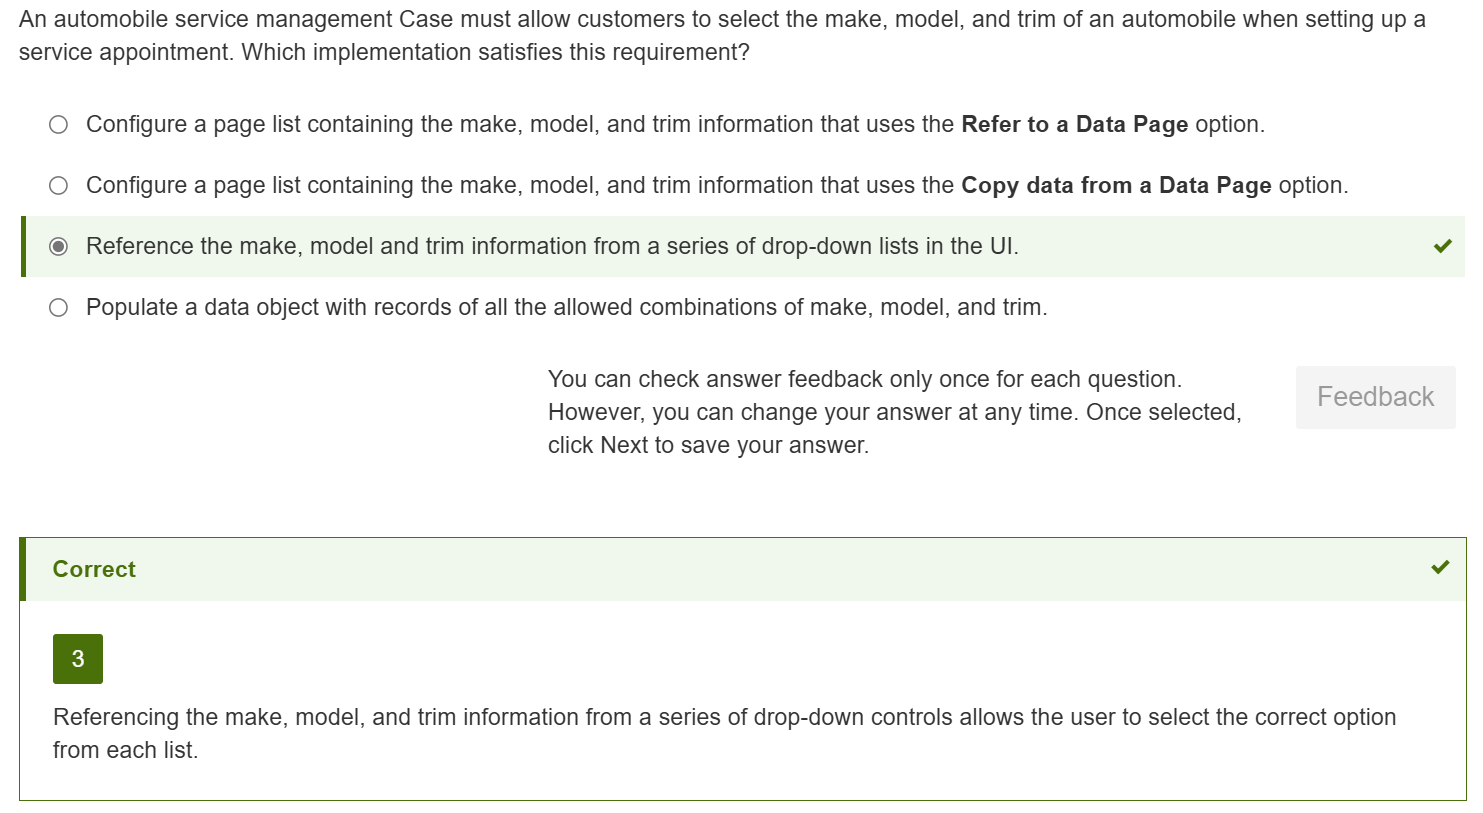 An automobile service management Case must allow customers to select the make, model, and trim of an automobile when setting up a
service appointment. Which implementation satisfies this requirement?
Configure a page list containing the make, model, and trim information that uses the Refer to a Data Page option.
Configure a page list containing the make, model, and trim information that uses the Copy data from a Data Page option.
Reference the make, model and trim information from a series of drop-down lists in the UI.
Populate a data object with records of all the allowed combinations of make, model, and trim.
You can check answer feedback only once for each question.
However, you can change your answer at any time. Once selected,
click Next to save your answer.
Feedback
Correct
3
Referencing the make, model, and trim information from a series of drop-down controls allows the user to select the correct option
from each list.